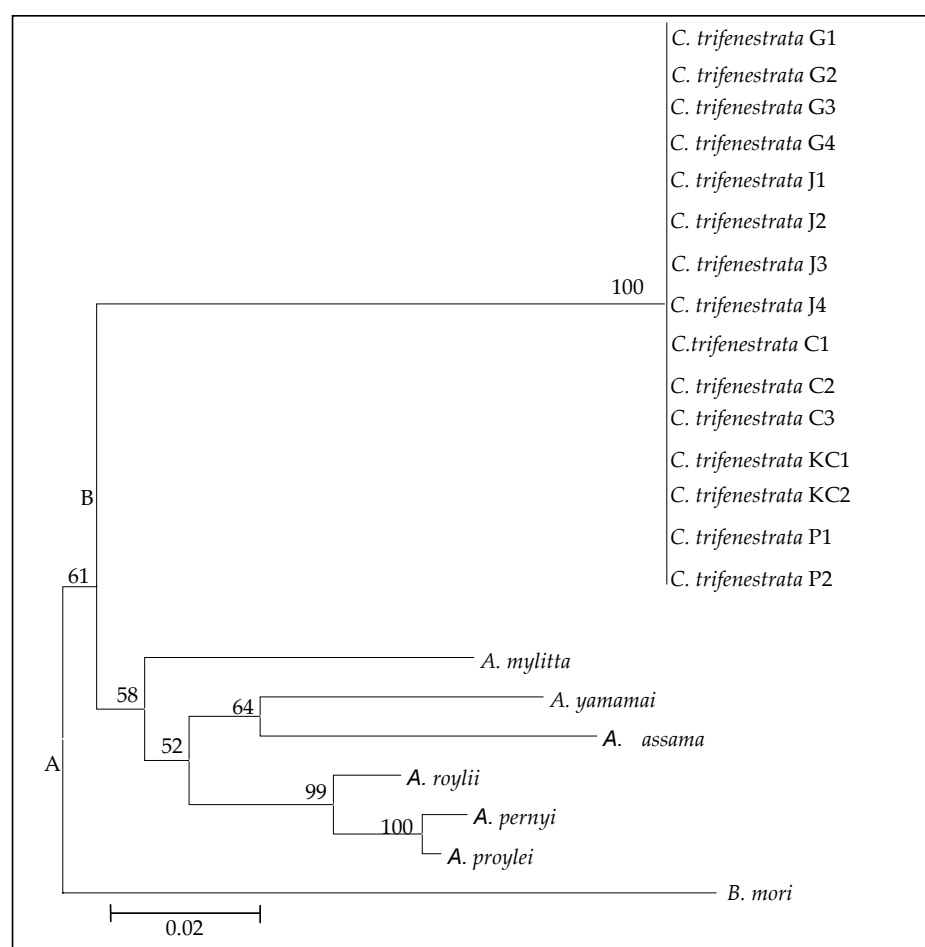 C. trifenestrata G1
C. trifenestrata G2
C. trifenestrata G3
C. trifenestrata G4
C. trifenestrata J1
C. trifenestrata J2
C. trifenestrata J3
100
C. trifenestrata J4
C.trifenestrata C1
C. trifenestrata C2
C. trifenestrata C3
C. trifenestrata KC1
B
C. trifenestrata KC2
C. trifenestrata P1
61
C. trifenestrata P2
A. mylitta
58
A. yamamai
64
A. assama
52
A
A. roylii
99
A. pernyi
100
A. proylei
B. mori
0.02